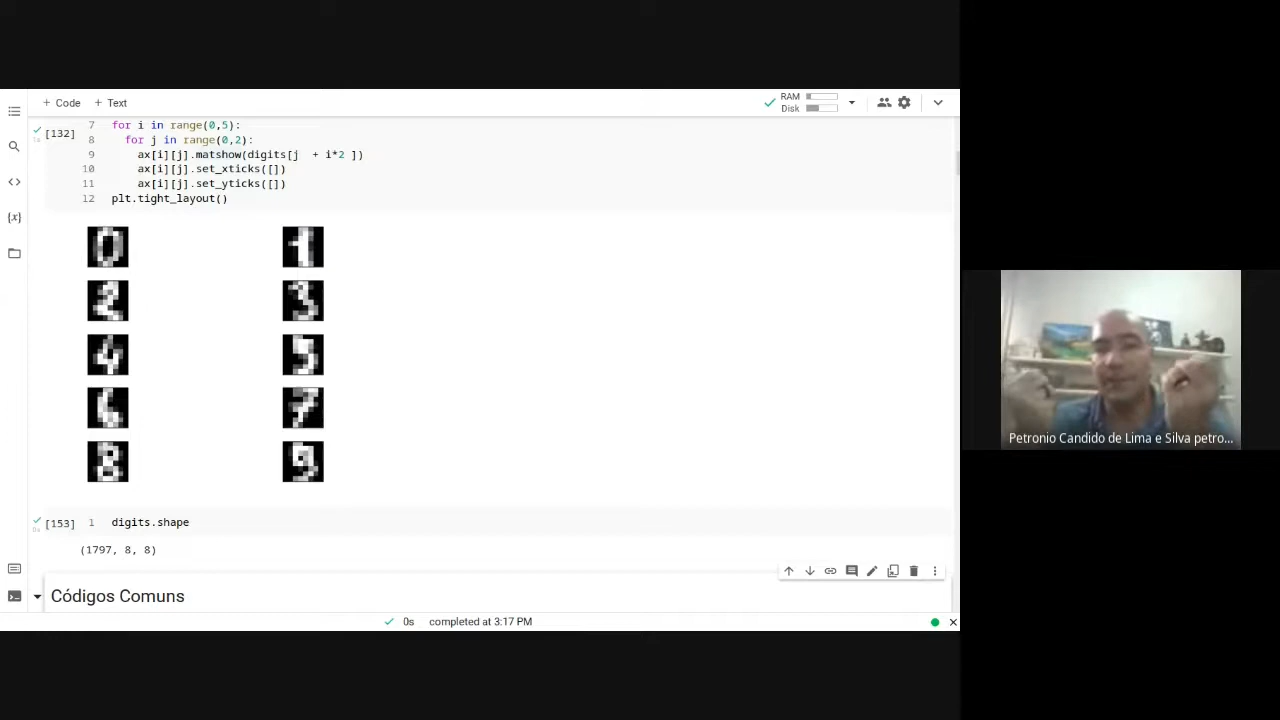 + Code + Text
RAM
Disk
[132]
7 for i in range(0,5):
8 for j in range(0,2):
9 ax[i][j].matshow(digits[j + i*2 ])
10 ax[i][j].set_xticks([])
11 ax[i][j].set_yticks([])
12 plt.tight_layout()
0 1
2 3
4 5
6 7
8 9
[153] 1 digits.shape
(1797, 8, 8)
Códigos Comuns
0s completed at 3:17 PM
Petronio Candido de Lima e Silva petro...